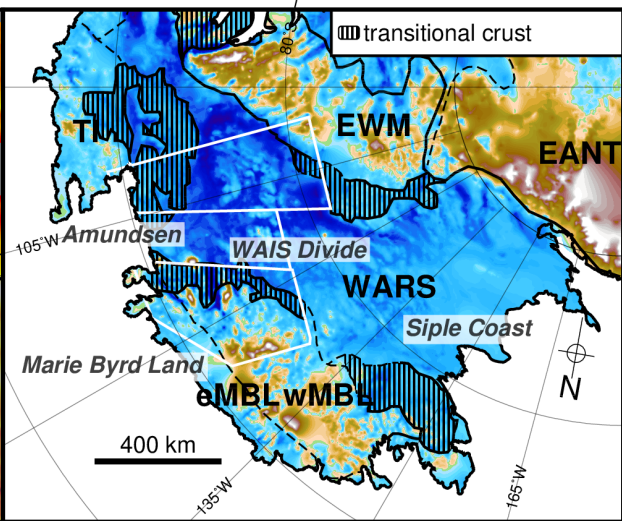 transitional crust
80°S
EWM
TI
EANT
105°W
Amundsen
WAIS Divide
WARS
Siple Coast
Marie Byrd Land
N
eMBL
wMBL
400 km
135°W
165°W